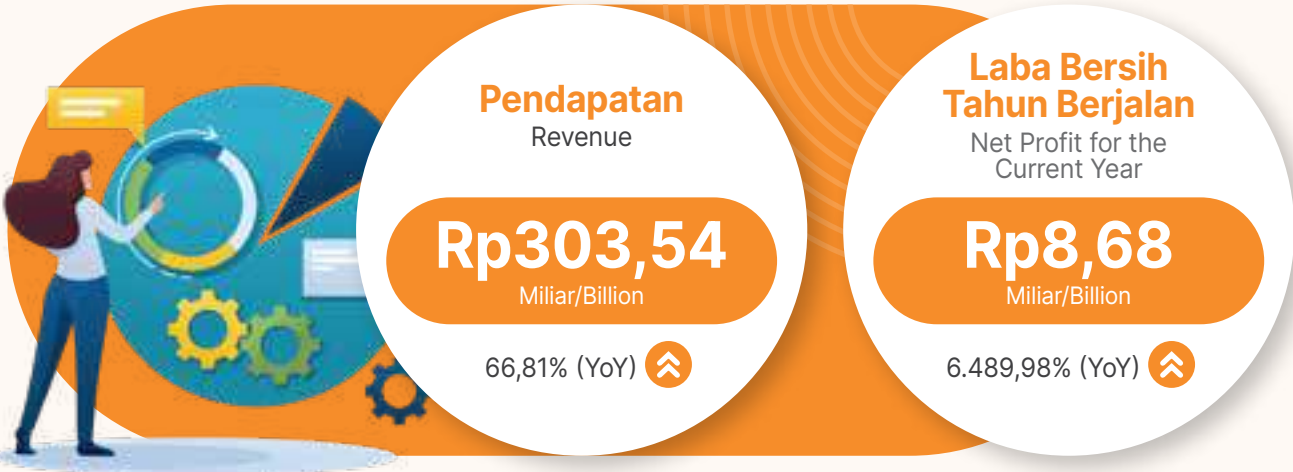 Pendapatan
Revenue
Rp303,54
Miliar/Billion
66,81% (YoY)
Laba Bersih
Tahun Berjalan
Net Profit for the
Current Year
Rp8,68
Miliar/Billion
6.489,98% (YoY)